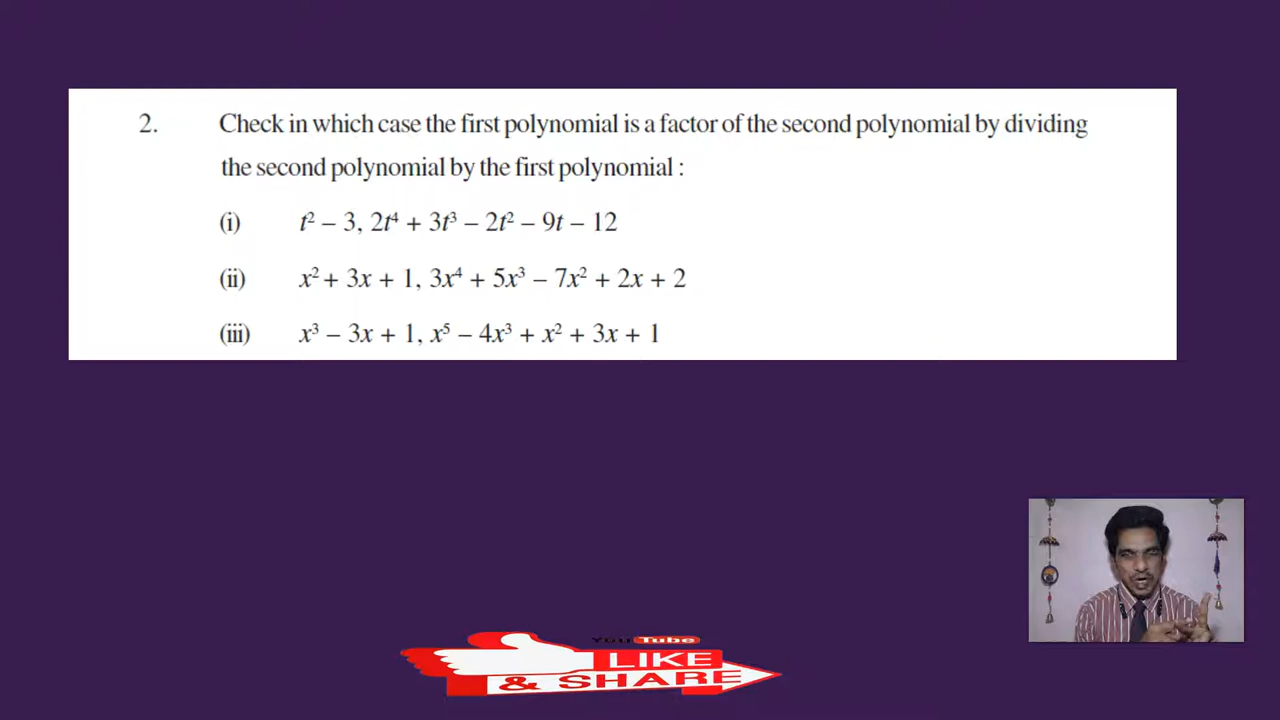 2. Check in which case the first polynomial is a factor of the second polynomial by dividing
the second polynomial by the first polynomial :
(i) t² – 3, 2t⁴ + 3t³ – 2t² – 9t – 12
(ii) x² + 3x + 1, 3x⁴ + 5x³ – 7x² + 2x + 2
(iii) x³ – 3x + 1, x⁵ – 4x³ + x² + 3x + 1
YouTube
LIKE
& SHARE